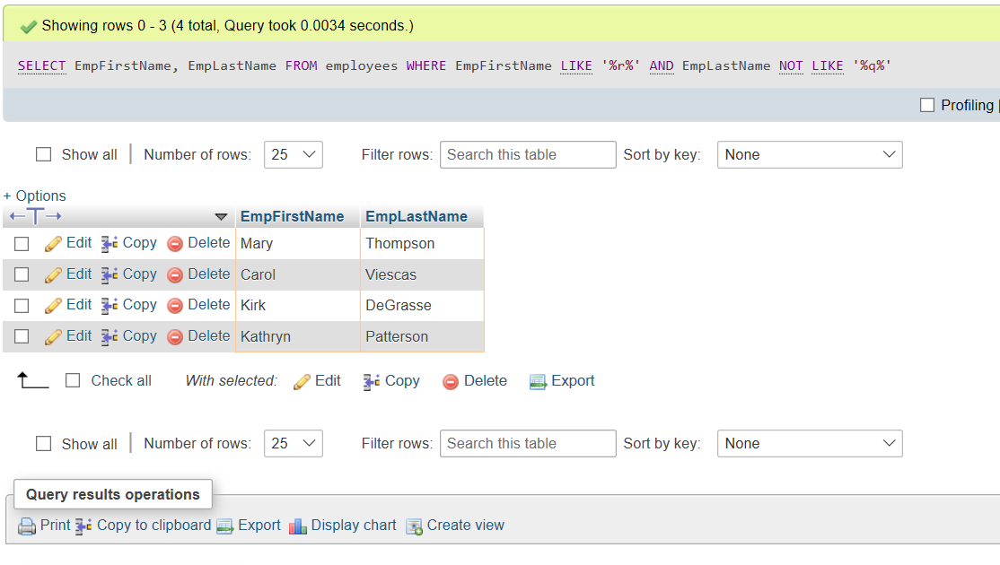 Showing rows 0 - 3 (4 total, Query took 0.0034 seconds.)
SELECT EmpFirstName, EmpLastName FROM employees WHERE EmpFirstName LIKE '%r%' AND EmpLastName NOT LIKE '%q%'
Profiling
Show all Number of rows: 25 Filter rows: Search this table Sort by key: None
+ Options
EmpFirstName EmpLastName
Edit Copy Delete Mary Thompson
Edit Copy Delete Carol Viescas
Edit Copy Delete Kirk DeGrasse
Edit Copy Delete Kathryn Patterson
Check all With selected: Edit Copy Delete Export
Show all Number of rows: 25 Filter rows: Search this table Sort by key: None
Query results operations
Print Copy to clipboard Export Display chart Create view